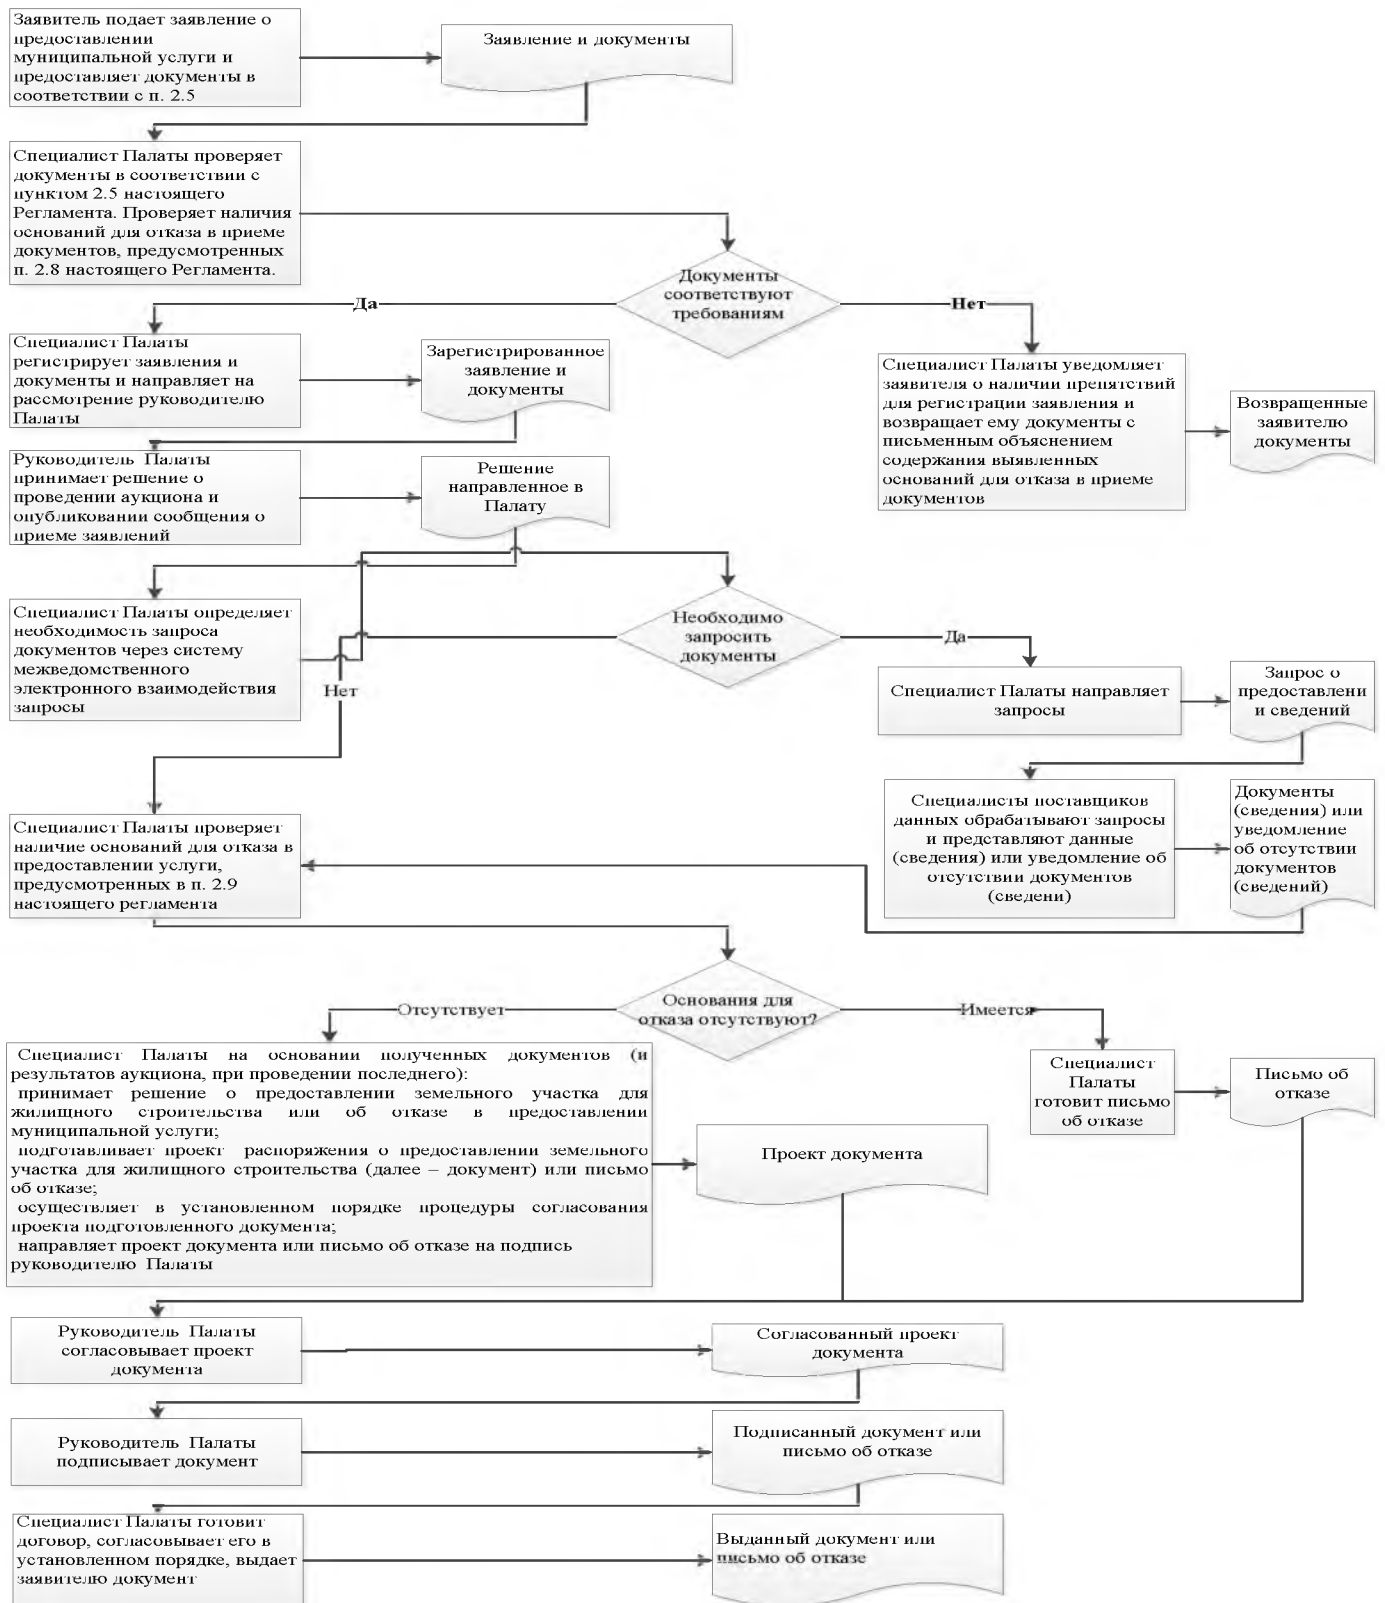 Заявитель подает заявление о
предоставлении
муниципальной услуги и
предоставляет документы в
соответствии с п. 2.5
Заявление и документы
Специалист Палаты проверяет
документы в соответствии с
пунктом 2.5 настоящего
Регламента. Проверяет наличия
оснований для отказа в приеме
документов, предусмотренных
п. 2.8 настоящего Регламента.
Документы
соответствуют
требованиям
Да
Нет
Специалист Палаты
регистрирует заявления и
документы и направляет на
рассмотрение руководителю
Палаты
Зарегистрированное
заявление и
документы
Специалист Палаты уведомляет
заявителя о наличии препятствий
для регистрации заявления и
возвращает ему документы с
письменным объяснением
содержания выявленных
оснований для отказа в приеме
документов
Возвращенные
заявителю
документы
Руководитель Палаты
принимает решение о
проведении аукциона и
опубликовании сообщения о
приеме заявлений
Решение
направленное в
Палату
Специалист Палаты определяет
необходимость запроса
документов через систему
межведомственного
электронного взаимодействия
запросы
Необходимо
запросить
документы
Да
Нет
Специалист Палаты направляет
запросы
Запрос о
предоставлени
и сведений
Специалисты поставщиков
данных обрабатывают запросы
и представляют данные
(сведения) или уведомление об
отсутствии документов
(сведени)
Документы
(сведения) или
уведомление
об отсутствии
документов
(сведений)
Специалист Палаты проверяет
наличие оснований для отказа в
предоставлении услуги,
предусмотренных в п. 2.9
настоящего регламента
Основания для
отказа отсутствуют?
Отсутствует
Имеется
Специалист Палаты на основании полученных документов (и
результатов аукциона, при проведении последнего):
принимает решение о предоставлении земельного участка для
жилищного строительства или об отказе в предоставлении
муниципальной услуги;
подготавливает проект распоряжения о предоставлении земельного
участка для жилищного строительства (далее – документ) или письмо
об отказе;
осуществляет в установленном порядке процедуры согласования
проекта подготовленного документа;
направляет проект документа или письмо об отказе на подпись
руководителю Палаты
Специалист
Палаты
готовит письмо
об отказе
Письмо об
отказе
Проект документа
Руководитель Палаты
согласовывает проект
документа
Согласованный проект
документа
Руководитель Палаты
подписывает документ
Подписанный документ или
письмо об отказе
Специалист Палаты готовит
договор, согласовывает его в
установленном порядке, выдает
заявителю документ
Выданный документ или
письмо об отказе